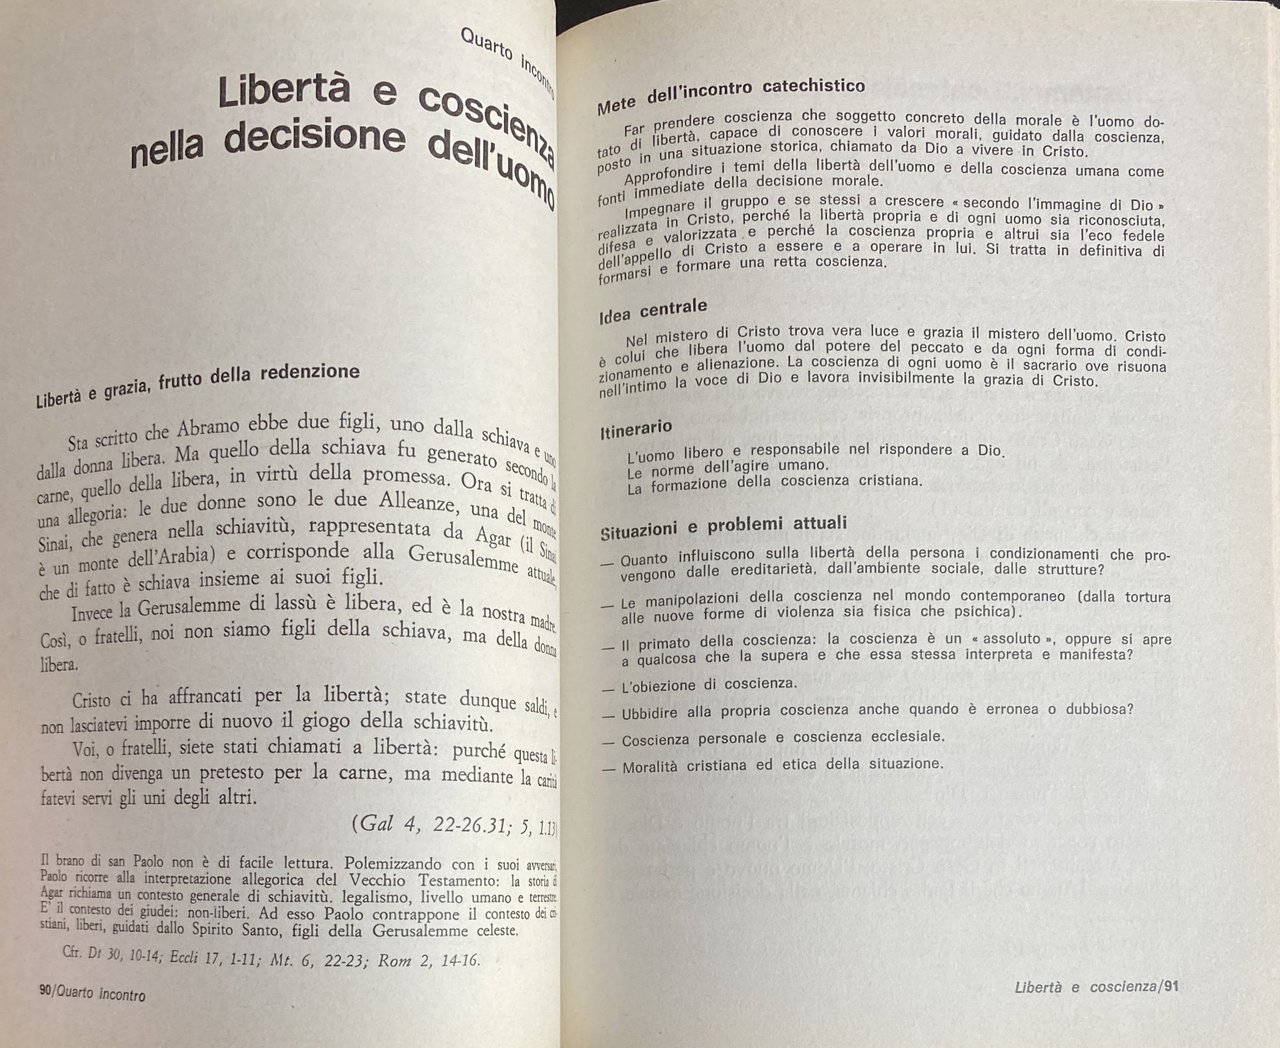 Quarto incontro
Libertà e coscienza
nella decisione dell'uomo
Libertà e grazia, frutto della redenzione
Sta scritto che Abramo ebbe due figli, uno dalla schiava e uno
dalla donna libera. Ma quello della schiava fu generato secondo la
carne, quello della libera, in virtù della promessa. Ora si tratta di
una allegoria: le due donne sono le due Alleanze, una del monte
Sinai, che genera nella schiavitù, rappresentata da Agar (il Sinai
è un monte dell'Arabia) e corrisponde alla Gerusalemme attuale,
che di fatto è schiava insieme ai suoi figli.
Invece la Gerusalemme di lassù è libera, ed è la nostra madre.
Così, o fratelli, noi non siamo figli della schiava, ma della donna
libera.
Cristo ci ha affrancati per la libertà; state dunque saldi, e
non lasciatevi imporre di nuovo il giogo della schiavitù.
Voi, o fratelli, siete stati chiamati a libertà: purché questa li-
bertà non divenga un pretesto per la carne, ma mediante la carità
fatevi servi gli uni degli altri.
(Gal 4, 22-26.31; 5, 1.13)
Il brano di san Paolo non è di facile lettura. Polemizzando con i suoi avversari,
Paolo ricorre alla interpretazione allegorica del Vecchio Testamento: la storia di
Agar richiama un contesto generale di schiavitù. legalismo, livello umano e terrestre.
E' il contesto dei giudei: non-liberi. Ad esso Paolo contrappone il contesto dei cri-
stiani, liberi, guidati dallo Spirito Santo, figli della Gerusalemme celeste.
Cfr. Dt 30, 10-14; Eccli 17, 1-11; Mt. 6, 22-23; Rom 2, 14-16.
90/Quarto incontro
Mete dell'incontro catechistico
Far prendere coscienza che soggetto concreto della morale è l'uomo do-
tato di libertà, capace di conoscere i valori morali, guidato dalla coscienza,
posto in una situazione storica, chiamato da Dio a vivere in Cristo.
Approfondire i temi della libertà dell'uomo e della coscienza umana come
fonti immediate della decisione morale.
Impegnare il gruppo e se stessi a crescere « secondo l'immagine di Dio »
realizzata in Cristo, perché la libertà propria e di ogni uomo sia riconosciuta,
difesa e valorizzata e perché la coscienza propria e altrui sia l'eco fedele
dell'appello di Cristo a essere e a operare in lui. Si tratta in definitiva di
formarsi e formare una retta coscienza.
Idea centrale
Nel mistero di Cristo trova vera luce e grazia il mistero dell'uomo. Cristo
è colui che libera l'uomo dal potere del peccato e da ogni forma di condi-
zionamento e alienazione. La coscienza di ogni uomo è il sacrario ove risuona
nell'intimo la voce di Dio e lavora invisibilmente la grazia di Cristo.
Itinerario
L'uomo libero e responsabile nel rispondere a Dio.
Le norme dell'agire umano.
La formazione della coscienza cristiana.
Situazioni e problemi attuali
— Quanto influiscono sulla libertà della persona i condizionamenti che pro-
vengono dalle ereditarietà, dall'ambiente sociale, dalle strutture?
— Le manipolazioni della coscienza nel mondo contemporaneo (dalla tortura
alle nuove forme di violenza sia fisica che psichica).
— Il primato della coscienza: la coscienza è un « assoluto », oppure si apre
a qualcosa che la supera e che essa stessa interpreta e manifesta?
— L'obiezione di coscienza.
— Ubbidire alla propria coscienza anche quando è erronea o dubbiosa?
— Coscienza personale e coscienza ecclesiale.
— Moralità cristiana ed etica della situazione.
Libertà e coscienza/91